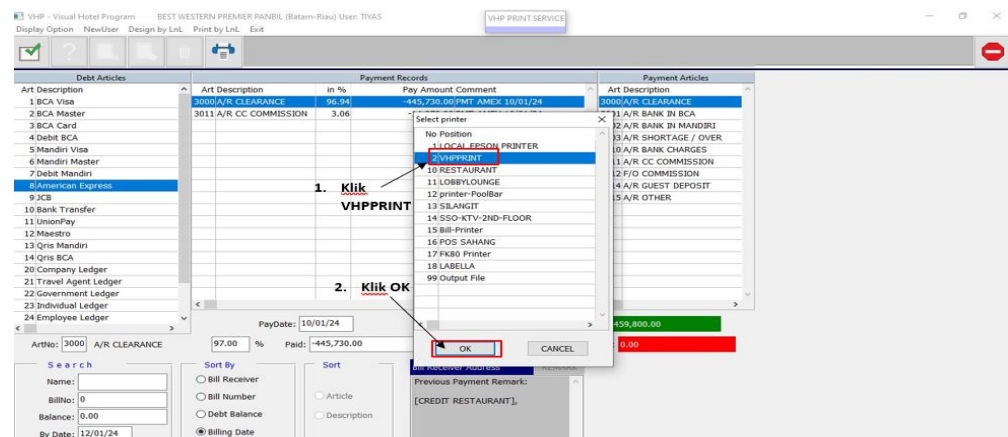 VHP - Visual Hotel Program BEST WESTERN PREMIER PANBIL (Batam-Riau) User: TIVAS
VHP PRINT SERVICE
Display Option NewUser Design by LnL Print by LnL Exit
Debt Articles Payment Records Payment Articles
Art Description Art Description in % Pay Amount Comment Art Description
1 BCA Visa 3000 A/R CLEARANCE 96.94 -445,730.00 PMT AMEX 10/01/24 3000 A/R CLEARANCE
2 BCA Master 3011 A/R CC COMMISSION 3.06 A/R BANK IN BCA
3 BCA Card A/R BANK IN MANDIRI
4 Debit BCA A/R SHORTAGE / OVER
5 Mandiri Visa A/R BANK CHARGES
6 Mandiri Master A/R CC COMMISSION
7 Debit Mandiri F/O COMMISSION
8 American Express A/R GUEST DEPOSIT
9 JCB A/R OTHER
10 Bank Transfer
11 UnionPay
12 Maestro
13 Qris Mandiri
14 Qris BCA
20 Company Ledger
21 Travel Agent Ledger
22 Government Ledger
23 Individual Ledger
24 Employee Ledger
Select printer
No Position
1 LOCAL EPSON PRINTER
2 VHPPRINT
10 RESTAURANT
11 LOBBYLOUNGE
12 printer-PoolBar
13 SILANGIT
14 SSO-KTV-2ND-FLOOR
15 Bill-Printer
16 POS SAHANG
17 FK80 Printer
18 LABELLA
99 Output File
OK CANCEL
1. Klik
VHPPRINT
2. Klik OK
PayDate: 10/01/24 459,800.00
ArtNo: 3000 A/R CLEARANCE 97.00 % Paid: -445,730.00 0.00
Search Sort By Sort Bill Receiver Address REMARK
Name: Bill Receiver Previous Payment Remark:
BillNo: 0 Bill Number Article [CREDIT RESTAURANT],
Balance: 0.00 Debt Balance Description
By Date: 12/01/24 Billing Date